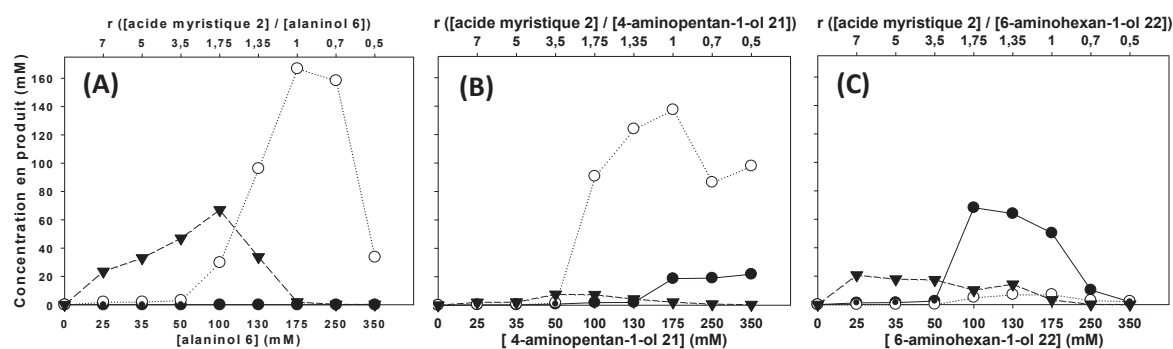 r ([acide myristique 2] / [alaninol 6])
7 5 3,5 1,75 1,35 1 0,7 0,5
(A)
Concentration en produit (mM)
160
140
120
100
80
60
40
20
0
0 25 35 50 100 130 175 250 350
[alaninol 6] (mM)
r ([acide myristique 2] / [4-aminopentan-1-ol 21])
7 5 3,5 1,75 1,35 1 0,7 0,5
(B)
0 25 35 50 100 130 175 250 350
[ 4-aminopentan-1-ol 21] (mM)
r ([acide myristique 2] / [6-aminohexan-1-ol 22])
7 5 3,5 1,75 1,35 1 0,7 0,5
(C)
0 25 35 50 100 130 175 250 350
[ 6-aminohexan-1-ol 22] (mM)